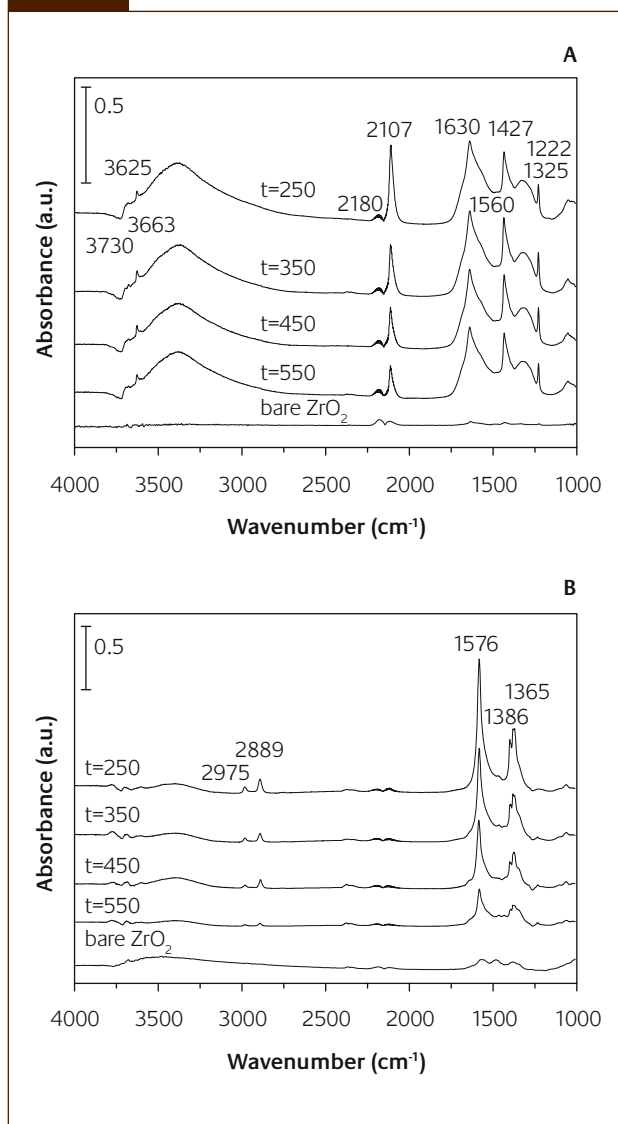 A
0.5
2107
1630
1427
1222
1325
3625
t=250
2180
1560
3663
3730
t=350
t=450
t=550
bare ZrO₂
Absorbance (a.u.)
4000 3500 3000 2500 2000 1500 1000
Wavenumber (cm⁻¹)
B
0.5
1576
1365
1386
2889
2975
t=250
t=350
t=450
t=550
bare ZrO₂
Absorbance (a.u.)
4000 3500 3000 2500 2000 1500 1000
Wavenumber (cm⁻¹)